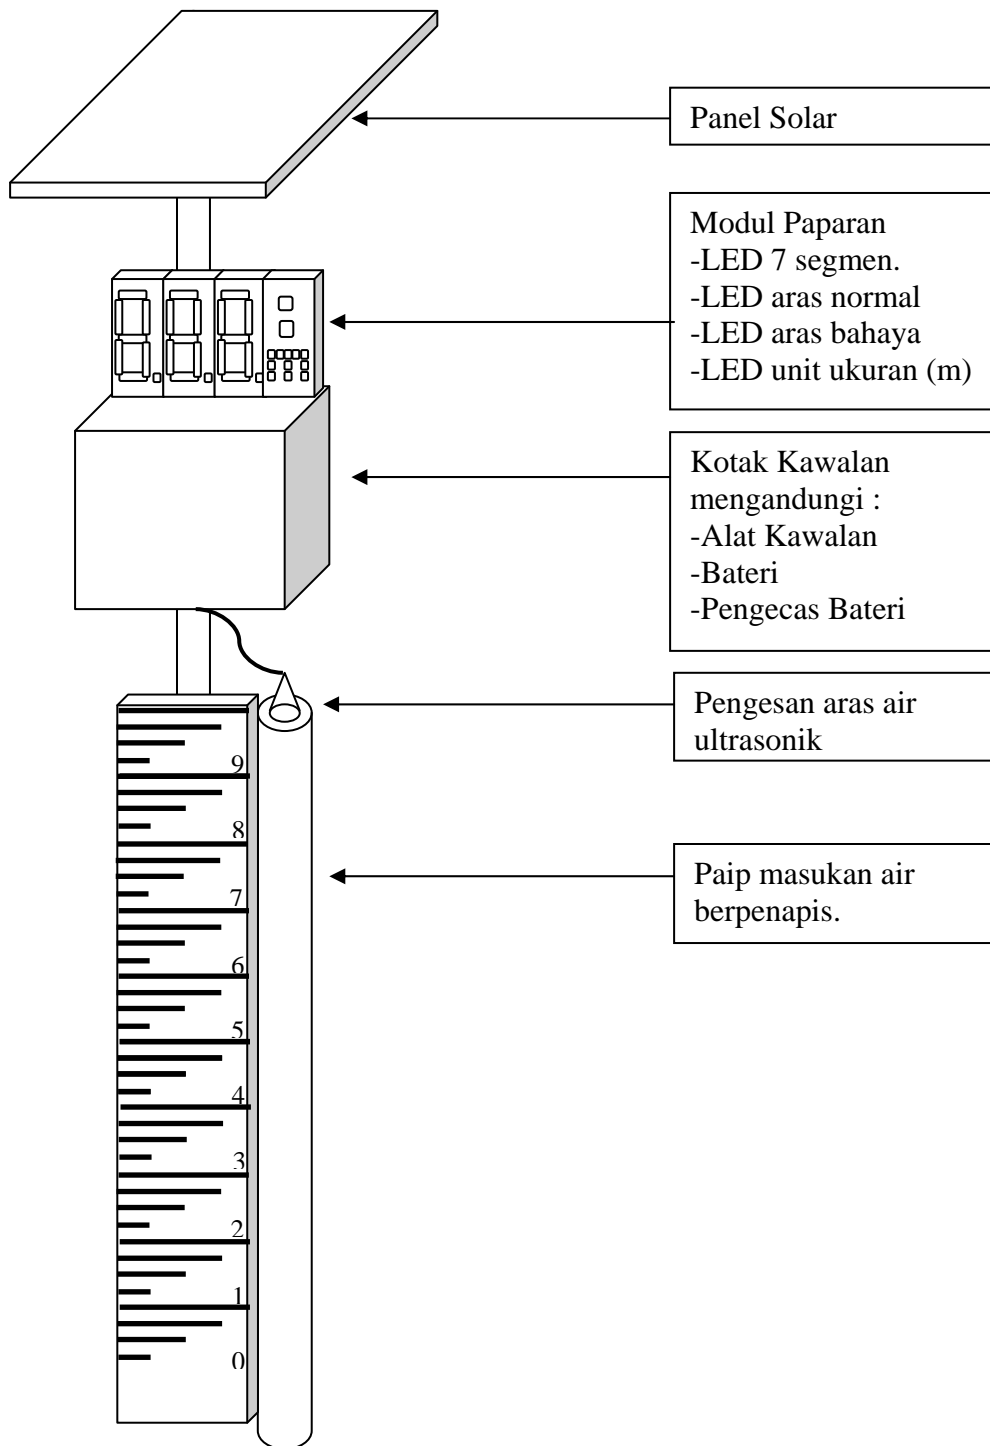 Panel Solar
Modul Paparan
-LED 7 segmen.
-LED aras normal
-LED aras bahaya
-LED unit ukuran (m)
Kotak Kawalan
mengandungi :
-Alat Kawalan
-Bateri
-Pengecas Bateri
Pengesan aras air
ultrasonik
Paip masukan air
berpenapis.
9
8
7
6
5
4
3
2
1
0